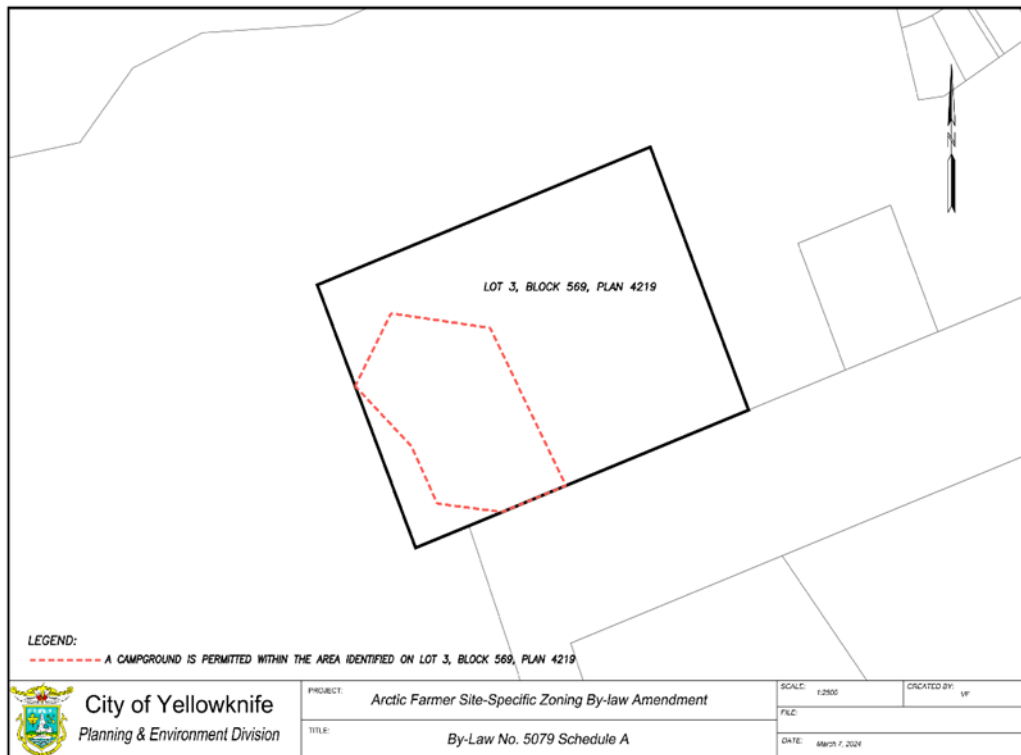 N
LOT 3, BLOCK 569, PLAN 4219
LEGEND:
A CAMPGROUND IS PERMITTED WITHIN THE AREA IDENTIFIED ON LOT 3, BLOCK 569, PLAN 4219
City of Yellowknife
Planning & Environment Division
PROJECT:
Arctic Farmer Site-Specific Zoning By-law Amendment
TITLE:
By-Law No. 5079 Schedule A
SCALE: 1:2500
CREATED BY: VF
FILE:
DATE: March 7, 2024